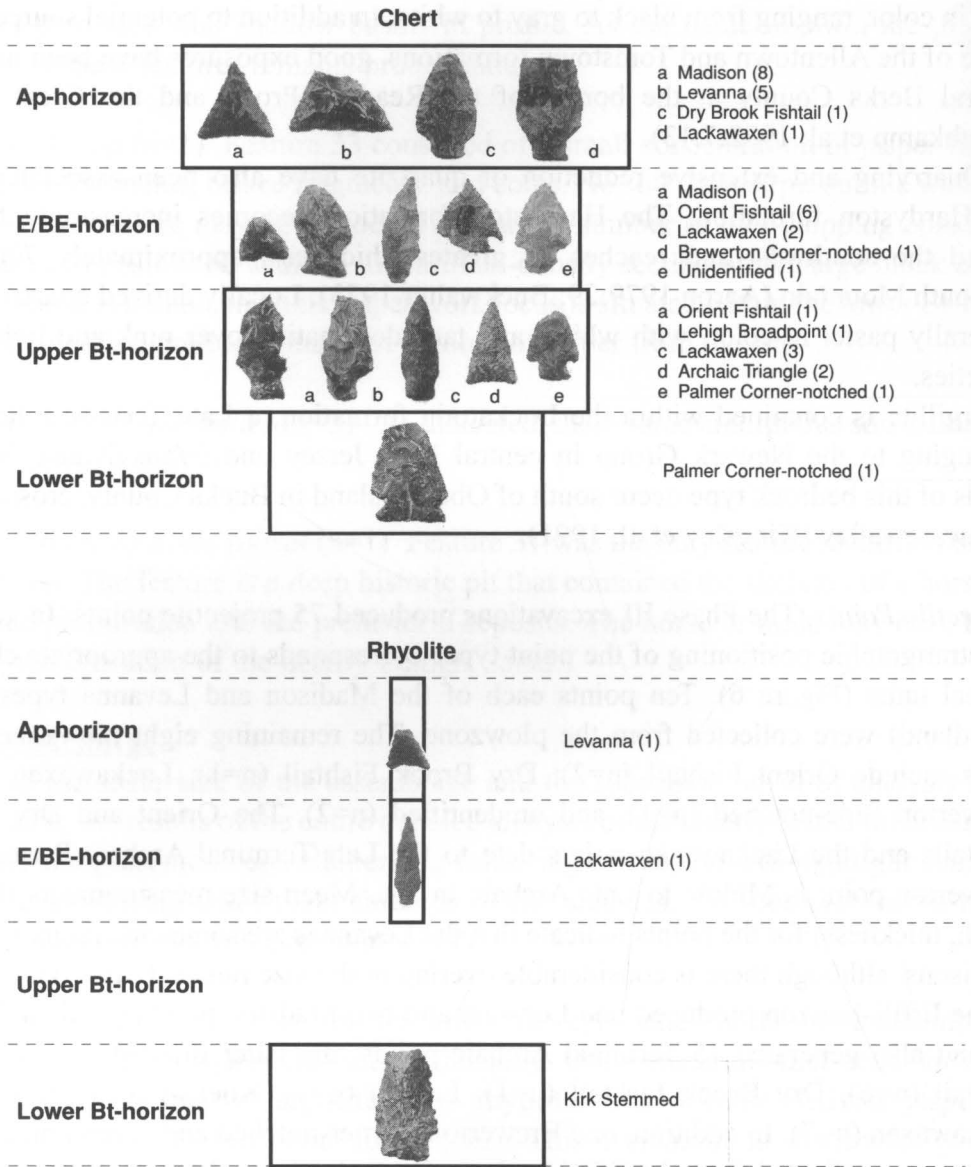 Chert
Ap-horizon
a b c d
a Madison (8)
b Levanna (5)
c Dry Brook Fishtail (1)
d Lackawaxen (1)
E/BE-horizon
a b c d e
a Madison (1)
b Orient Fishtail (6)
c Lackawaxen (2)
d Brewerton Corner-notched (1)
e Unidentified (1)
Upper Bt-horizon
a b c d e
a Orient Fishtail (1)
b Lehigh Broadpoint (1)
c Lackawaxen (3)
d Archaic Triangle (2)
e Palmer Corner-notched (1)
Lower Bt-horizon
Palmer Corner-notched (1)
Rhyolite
Ap-horizon
Levanna (1)
E/BE-horizon
Lackawaxen (1)
Upper Bt-horizon
Lower Bt-horizon
Kirk Stemmed